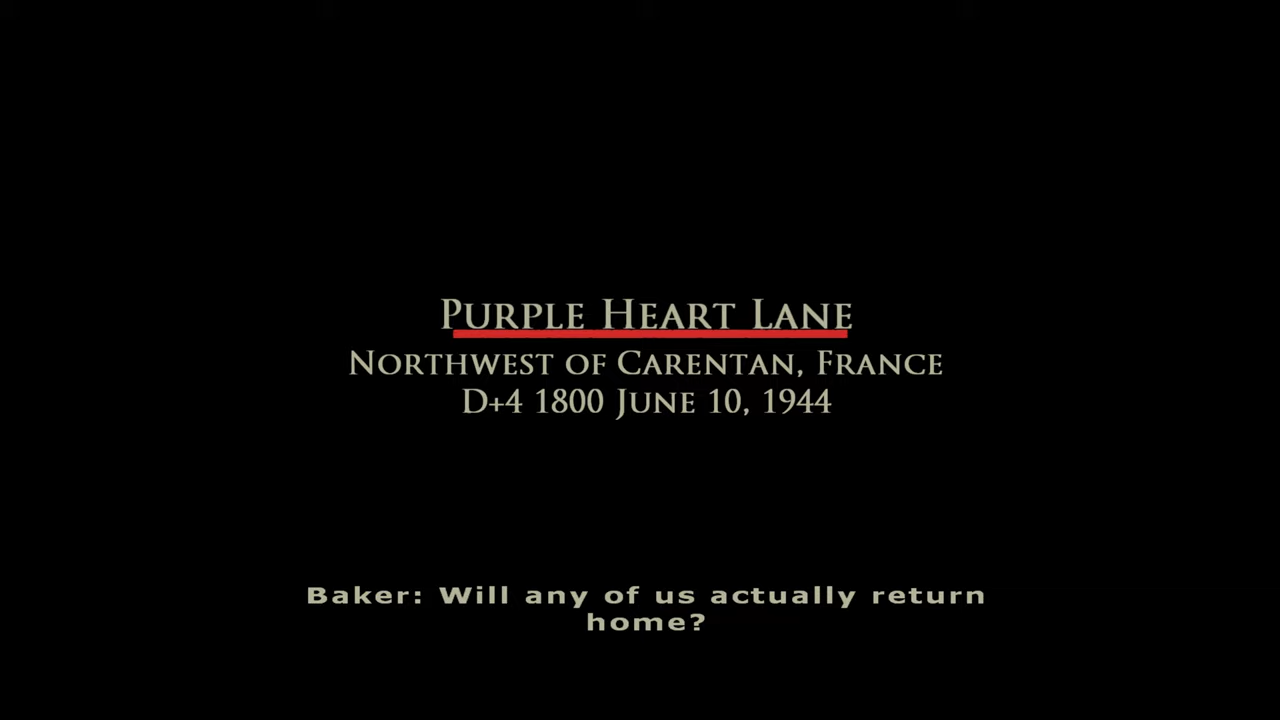 Purple Heart Lane
Northwest of Carentan, France
D+4 1800 June 10, 1944
Baker: Will any of us actually return
home?